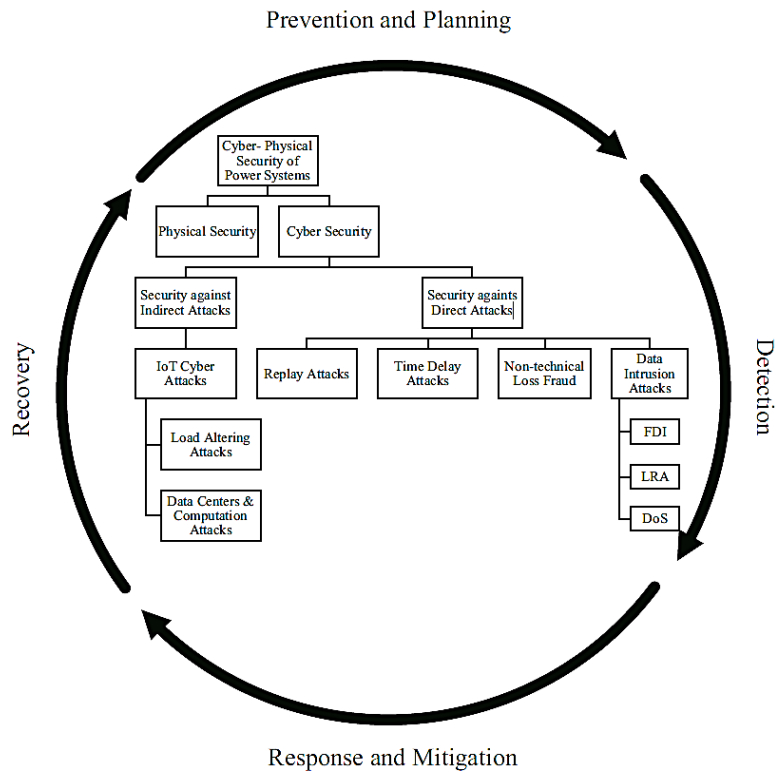 Prevention and Planning
Cyber- Physical
Security of
Power Systems
Physical Security
Cyber Security
Security against
Indirect Attacks
Security againts
Direct Attacks
IoT Cyber
Attacks
Replay Attacks
Time Delay
Attacks
Non-technical
Loss Fraud
Data
Intrusion
Attacks
Load Altering
Attacks
Data Centers &
Computation
Attacks
FDI
LRA
DoS
Recovery
Detection
Response and Mitigation